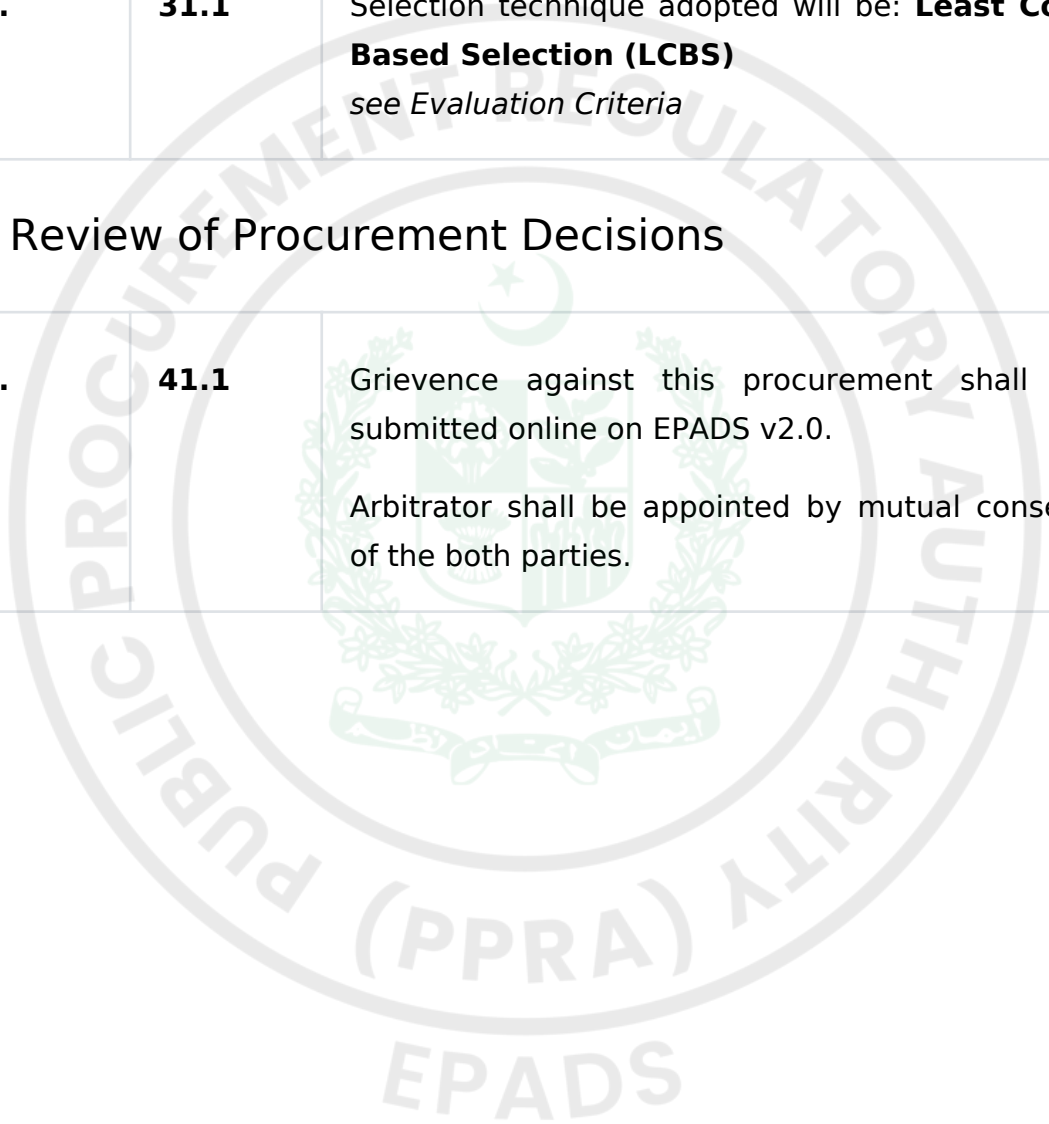 . 31.1 Selection technique adopted will be: Least Co
Based Selection (LCBS)
see Evaluation Criteria
Review of Procurement Decisions
. 41.1 Grievence against this procurement shall
submitted online on EPADS v2.0.
Arbitrator shall be appointed by mutual conse
of the both parties.
PUBLIC PROCUREMENT REGULATORY AUTHORITY
(PPRA)
EPADS